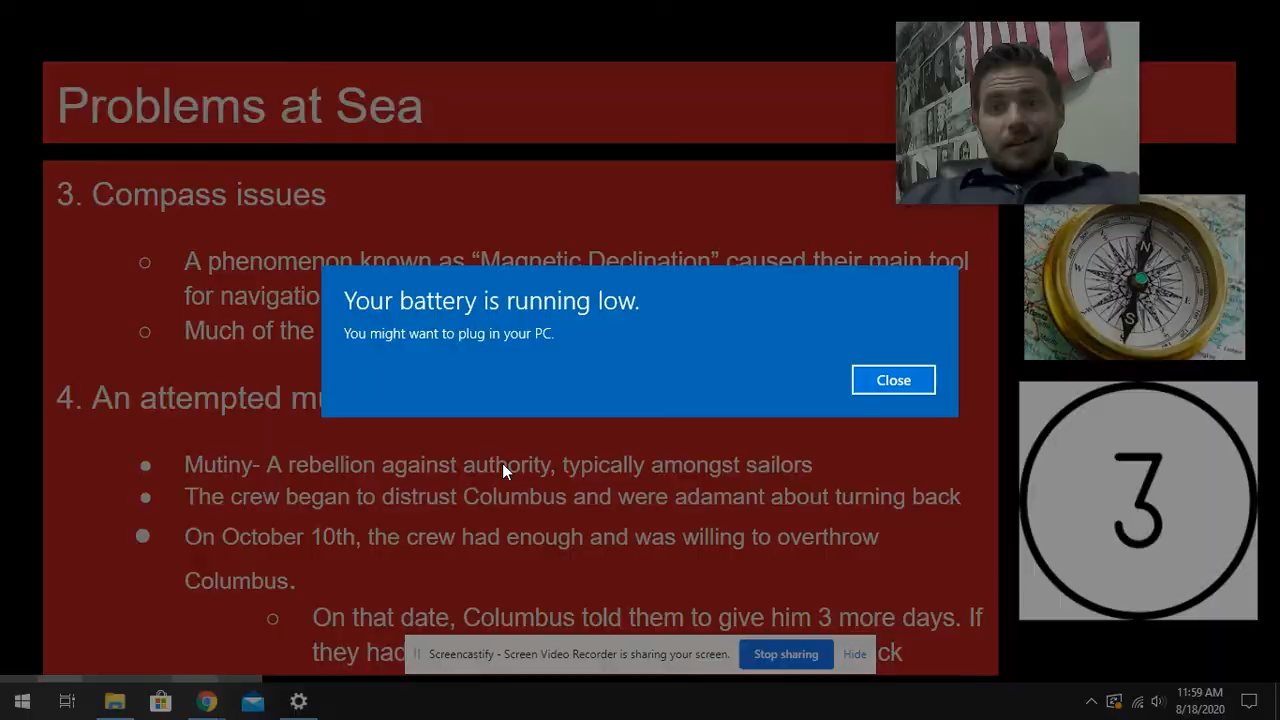 Problems at Sea
3. Compass issues
○ A phenomenon known as “Magnetic Declination” caused their main tool
for navigatio
○ Much of the
4. An attempted mu
● Mutiny- A rebellion against authority, typically amongst sailors
● The crew began to distrust Columbus and were adamant about turning back
● On October 10th, the crew had enough and was willing to overthrow
Columbus.
○ On that date, Columbus told them to give him 3 more days. If
they had
ck
Your battery is running low.
You might want to plug in your PC.
Close
N
S
3
Screencastify - Screen Video Recorder is sharing your screen.
Stop sharing
Hide
11:59 AM
8/18/2020